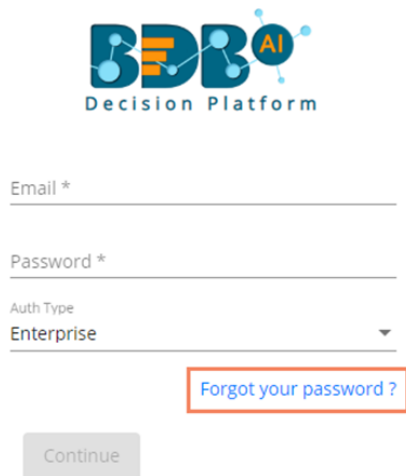 BDB AI
Decision Platform
Email *
Password *
Auth Type
Enterprise
Forgot your password ?
Continue